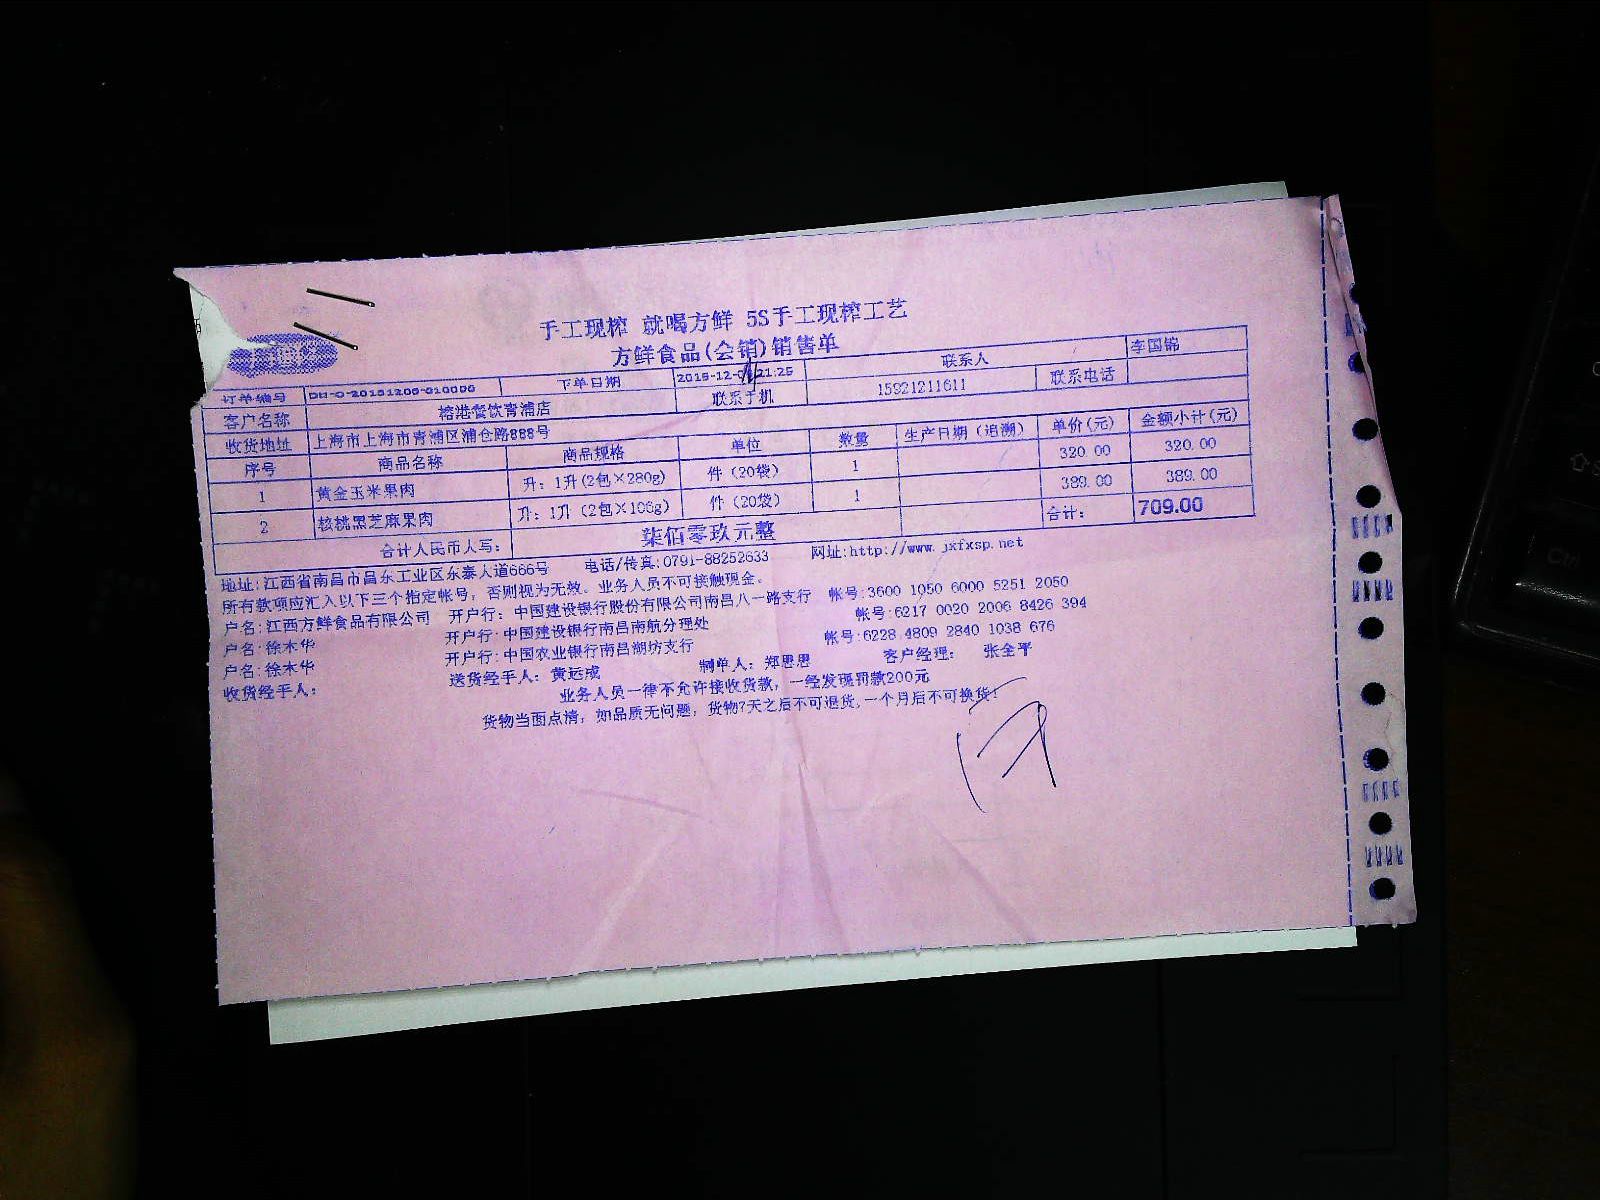 手工现榨 就喝方鲜 5S手工现榨工艺
方鲜食品(会销)销售单
订单编号 DH-O-20151205-010006 下单日期 2015-12-0 21:25 联系人 李国锦
客户名称 榕港餐饮青浦店 联系手机 15921211611 联系电话
收货地址 上海市上海市青浦区浦仓路888号
序号 商品名称 商品规格 单位 数量 生产日期（追溯） 单价(元) 金额小计(元)
1 黄金玉米果肉 升：1升(2包×280g) 件（20袋） 1 320.00 320.00
2 核桃黑芝麻果肉 升：1升（2包×106g） 件（20袋） 1 389.00 389.00
合计人民币大写： 柒佰零玖元整 合计： 709.00
地址:江西省南昌市昌东工业区东泰大道666号 电话/传真:0791-88252633 网址:http://www.jxfxsp.net
所有款项应汇入以下三个指定帐号，否则视为无效。业务人员不可接触现金。
户名:江西方鲜食品有限公司 开户行：中国建设银行股份有限公司南昌八一路支行 帐号:3600 1050 6000 5251 2050
户名:徐木华 开户行:中国建设银行南昌南航分理处 帐号:6217 0020 2006 8426 394
户名:徐木华 开户行:中国农业银行南昌湖坊支行 帐号:6228 4809 2840 1038 676
收货经手人： 送货经手人：黄远成 制单人：郑思思 客户经理： 张全平
业务人员一律不允许接收货款，一经发现罚款200元
货物当面点清，如品质无问题，货物7天之后不可退货,一个月后不可换货!